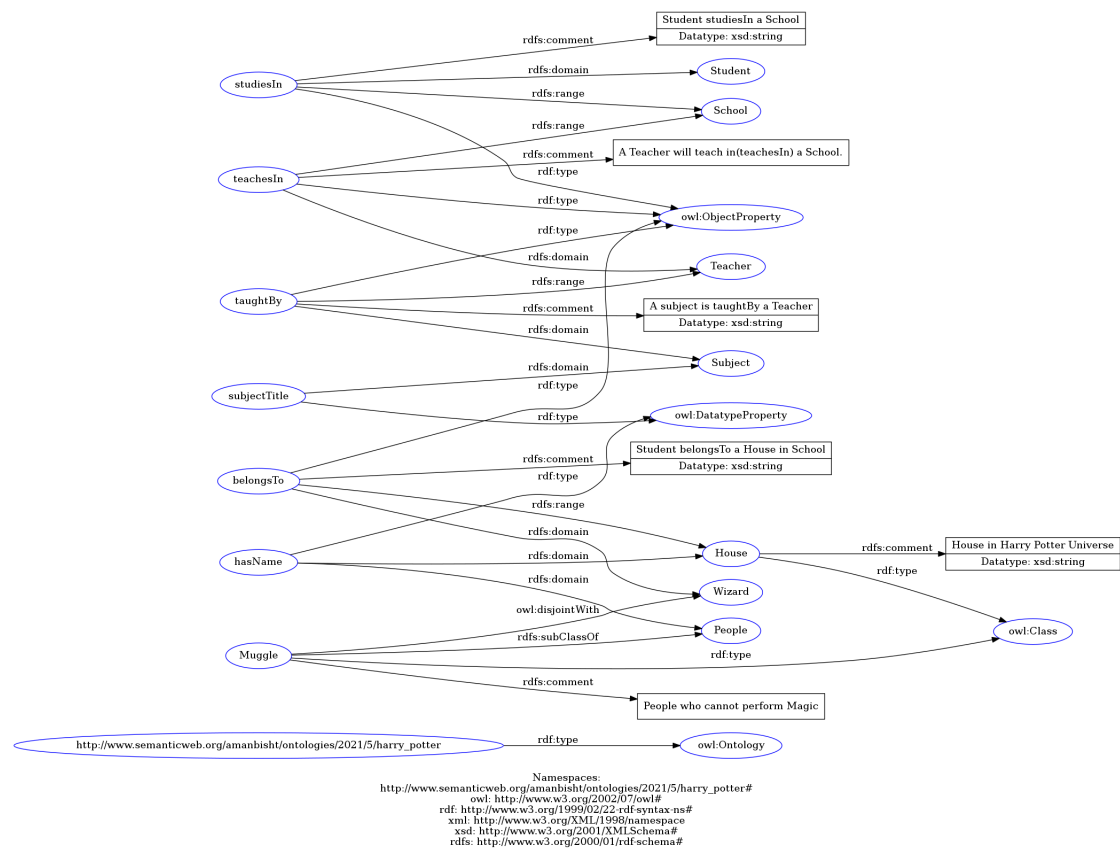 Student studiesIn a School
rdfs:comment
Datatype: xsd:string
rdfs:domain
Student
studiesIn
rdfs:range
School
rdfs:range
A Teacher will teach in(teachesIn) a School.
rdfs:comment
rdf:type
teachesIn
rdf:type
owl:ObjectProperty
rdf:type
rdfs:domain
Teacher
rdfs:range
taughtBy
A subject is taughtBy a Teacher
rdfs:comment
Datatype: xsd:string
rdfs:domain
Subject
rdfs:domain
rdf:type
subjectTitle
owl:DatatypeProperty
rdf:type
Student belongsTo a House in School
rdfs:comment
Datatype: xsd:string
rdf:type
belongsTo
rdfs:range
rdfs:domain
House in Harry Potter Universe
rdfs:comment
Datatype: xsd:string
House
rdfs:domain
hasName
rdf:type
rdfs:domain
Wizard
owl:disjointWith
People
owl:Class
rdfs:subClassOf
Muggle
rdf:type
rdfs:comment
People who cannot perform Magic
http://www.semanticweb.org/amanbisht/ontologies/2021/5/harry_potter
rdf:type
owl:Ontology
Namespaces:
http://www.semanticweb.org/amanbisht/ontologies/2021/5/harry_potter#
owl: http://www.w3.org/2002/07/owl#
rdf: http://www.w3.org/1999/02/22-rdf-syntax-ns#
xml: http://www.w3.org/XML/1998/namespace
xsd: http://www.w3.org/2001/XMLSchema#
rdfs: http://www.w3.org/2000/01/rdf-schema#